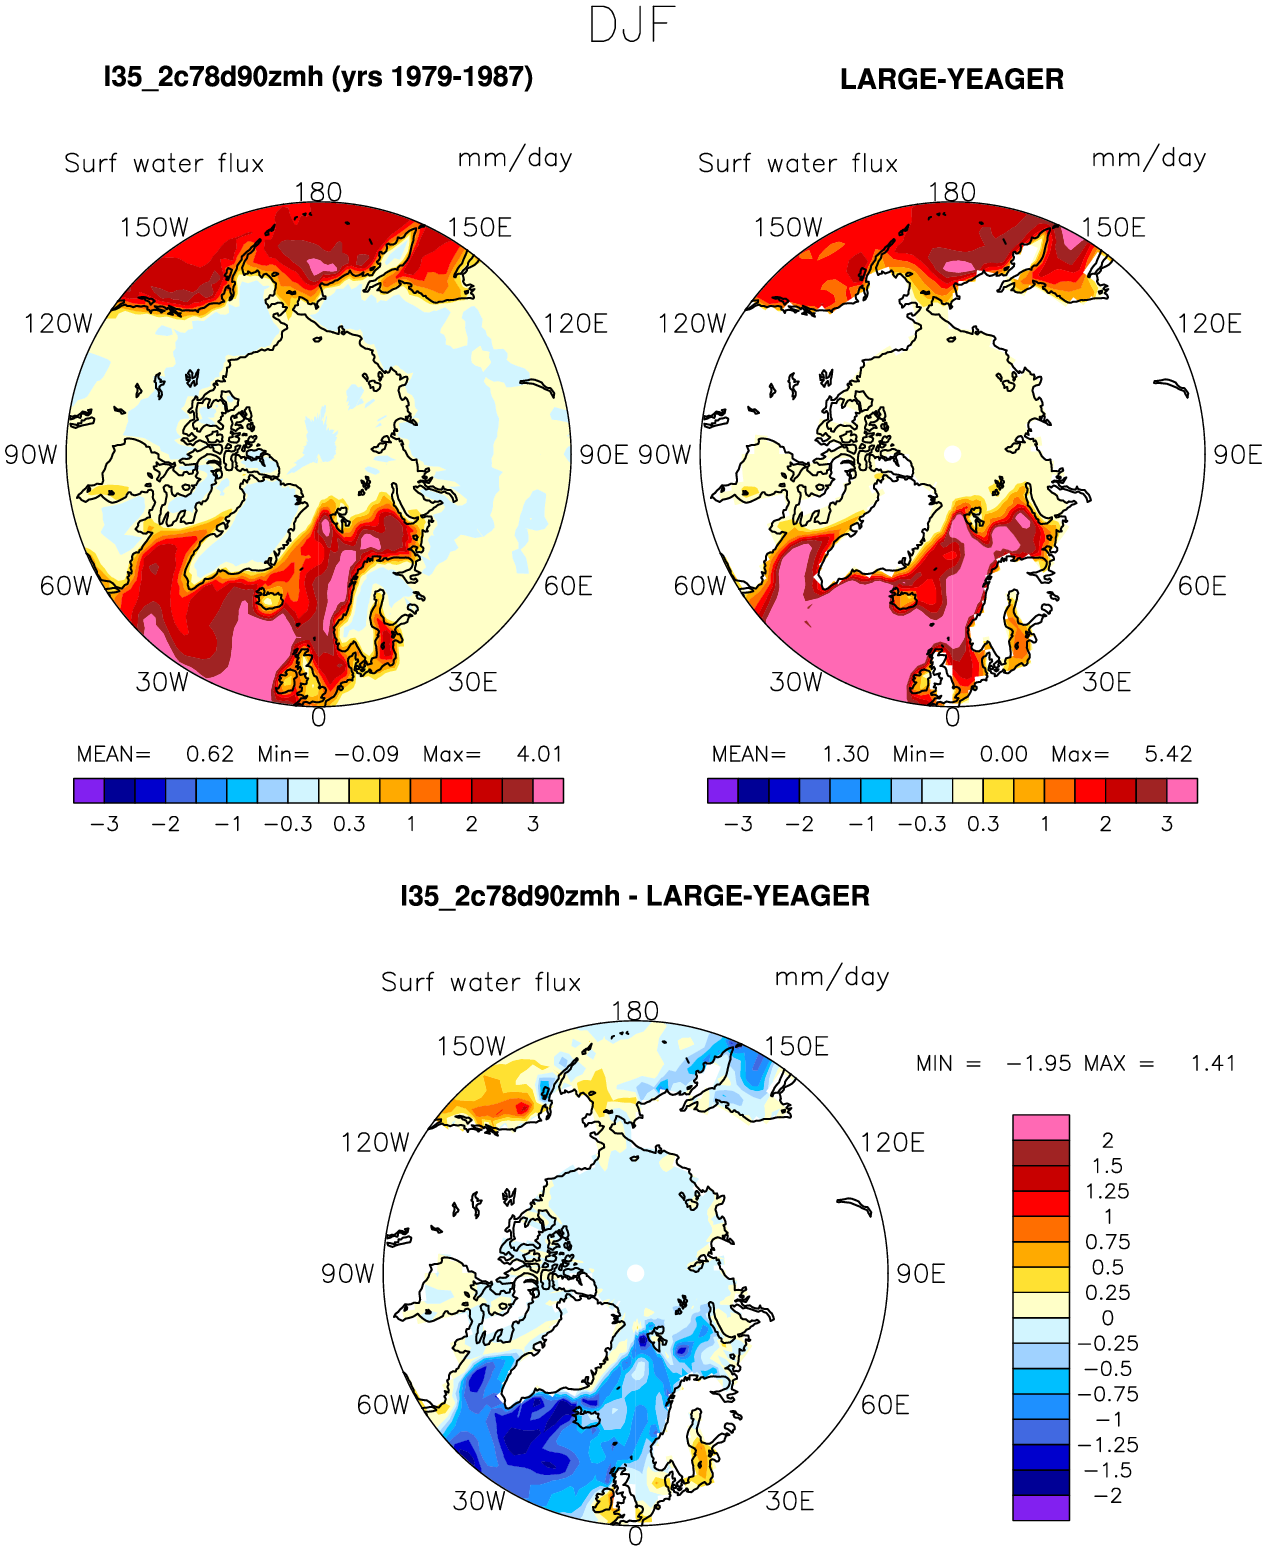 DJF
l35_2c78d90zmh (yrs 1979-1987)
LARGE-YEAGER
Surf water flux mm/day
Surf water flux mm/day
180
150W 150E
120W 120E
90W 90E
60W 60E
30W 30E
0
180
150W 150E
120W 120E
90W 90E
60W 60E
30W 30E
0
MEAN= 0.62 Min= -0.09 Max= 4.01
-3 -2 -1 -0.3 0.3 1 2 3
MEAN= 1.30 Min= 0.00 Max= 5.42
-3 -2 -1 -0.3 0.3 1 2 3
l35_2c78d90zmh - LARGE-YEAGER
Surf water flux mm/day
180
150W 150E
120W 120E
90W 90E
60W 60E
30W 30E
0
MIN = -1.95 MAX = 1.41
2
1.5
1.25
1
0.75
0.5
0.25
0
-0.25
-0.5
-0.75
-1
-1.25
-1.5
-2